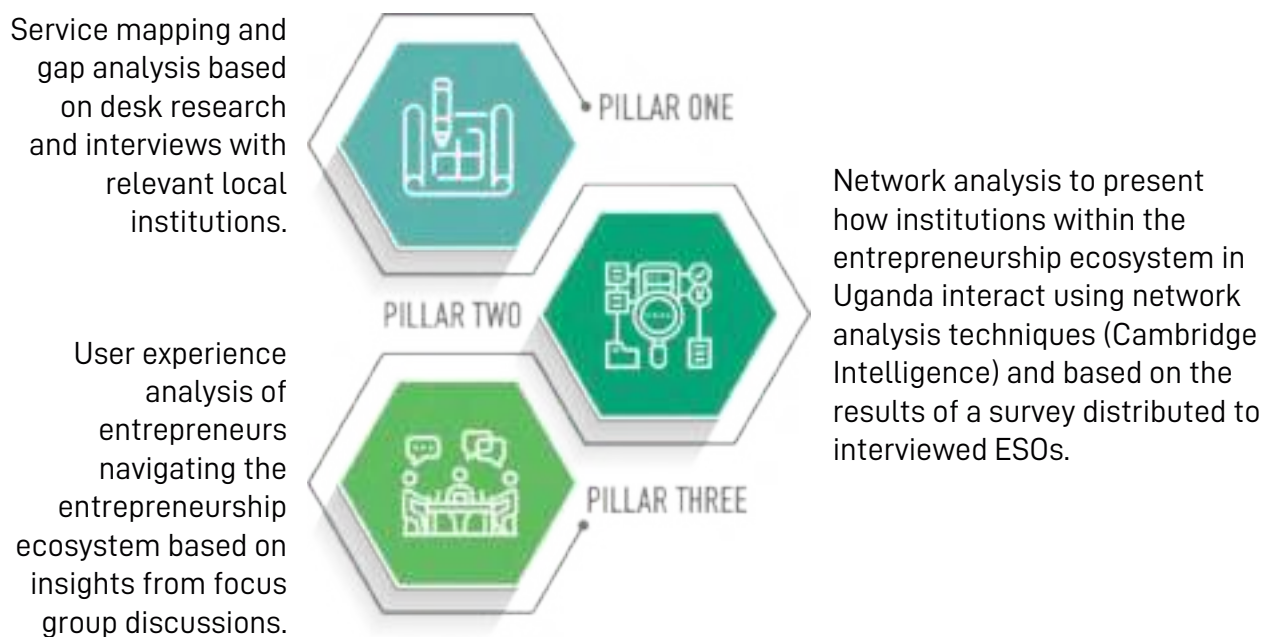 Service mapping and
gap analysis based
on desk research
and interviews with
relevant local
institutions.
PILLAR ONE
PILLAR TWO
Network analysis to present
how institutions within the
entrepreneurship ecosystem in
Uganda interact using network
analysis techniques (Cambridge
Intelligence) and based on the
results of a survey distributed to
interviewed ESOs.
User experience
analysis of
entrepreneurs
navigating the
entrepreneurship
ecosystem based on
insights from focus
group discussions.
PILLAR THREE